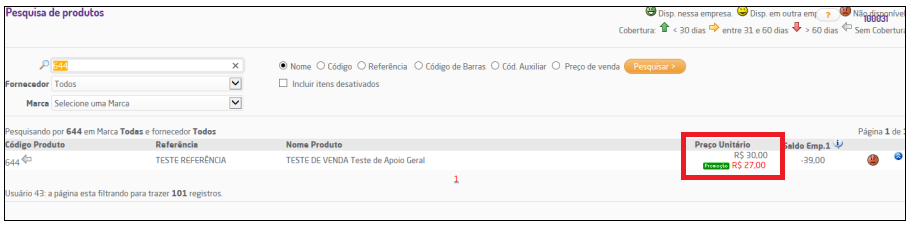 Pesquisa de produtos
Disp. nessa empresa. Disp. em outra emp ? Não disponível
100031
Cobertura: < 30 dias entre 31 e 60 dias > 60 dias Sem Cobertura
644 X Nome Código Referência Código de Barras Cód. Auxiliar Preço de venda Pesquisar >
Fornecedor Todos Incluir itens desativados
Marca Selecione uma Marca
Pesquisando por 644 em Marca Todas e fornecedor Todos Página 1 de
Código Produto Referência Nome Produto Preço Unitário Saldo Emp.1
644 TESTE REFERÊNCIA TESTE DE VENDA Teste de Apoio Geral R$ 30,00 -39,00
Promoção R$ 27,00
1
Usuário 43: a página esta filtrando para trazer 101 registros.